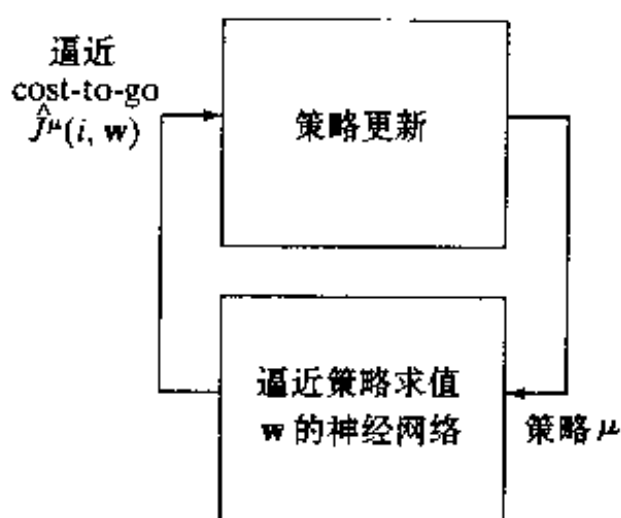 逼近
cost-to-go
Ĵ^μ(i, w)
策略更新
逼近策略求值
w 的神经网络
策略 μ